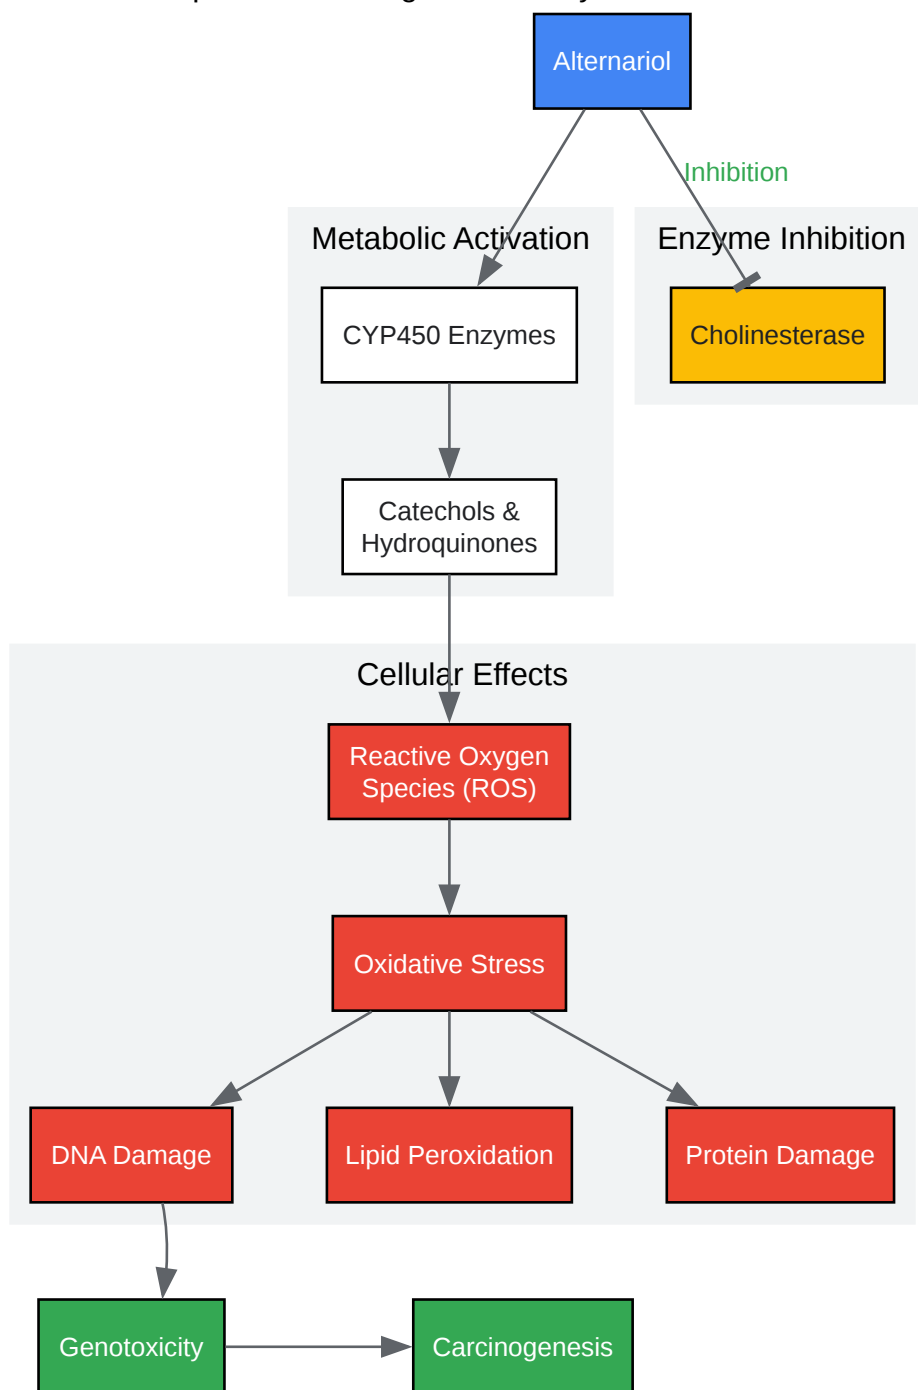 Alternariol
Inhibition
Metabolic Activation
Enzyme Inhibition
CYP450 Enzymes
Cholinesterase
Catechols &
Hydroquinones
Cellular Effects
Reactive Oxygen
Species (ROS)
Oxidative Stress
DNA Damage
Lipid Peroxidation
Protein Damage
Genotoxicity
Carcinogenesis